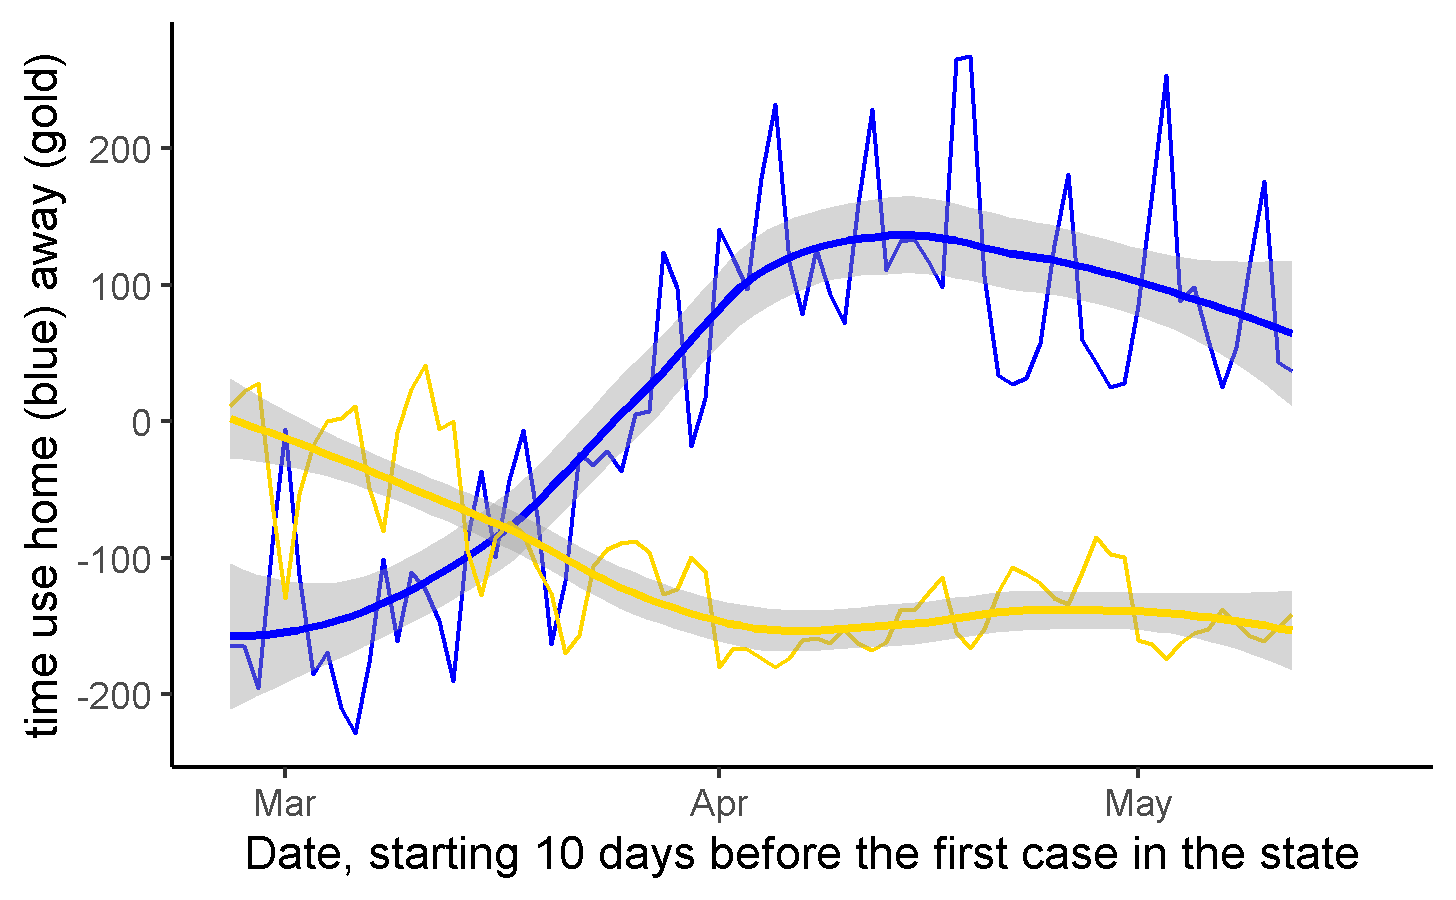 time use home (blue) away (gold)
200
100
0
-100
-200
Mar Apr May
Date, starting 10 days before the first case in the state